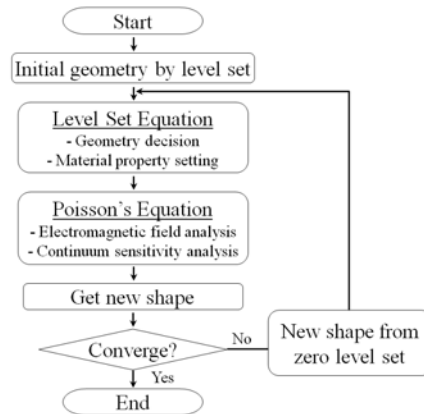 Start
Initial geometry by level set
Level Set Equation
- Geometry decision
- Material property setting
Poisson's Equation
- Electromagnetic field analysis
- Continuum sensitivity analysis
Get new shape
Converge?
No
New shape from
zero level set
Yes
End